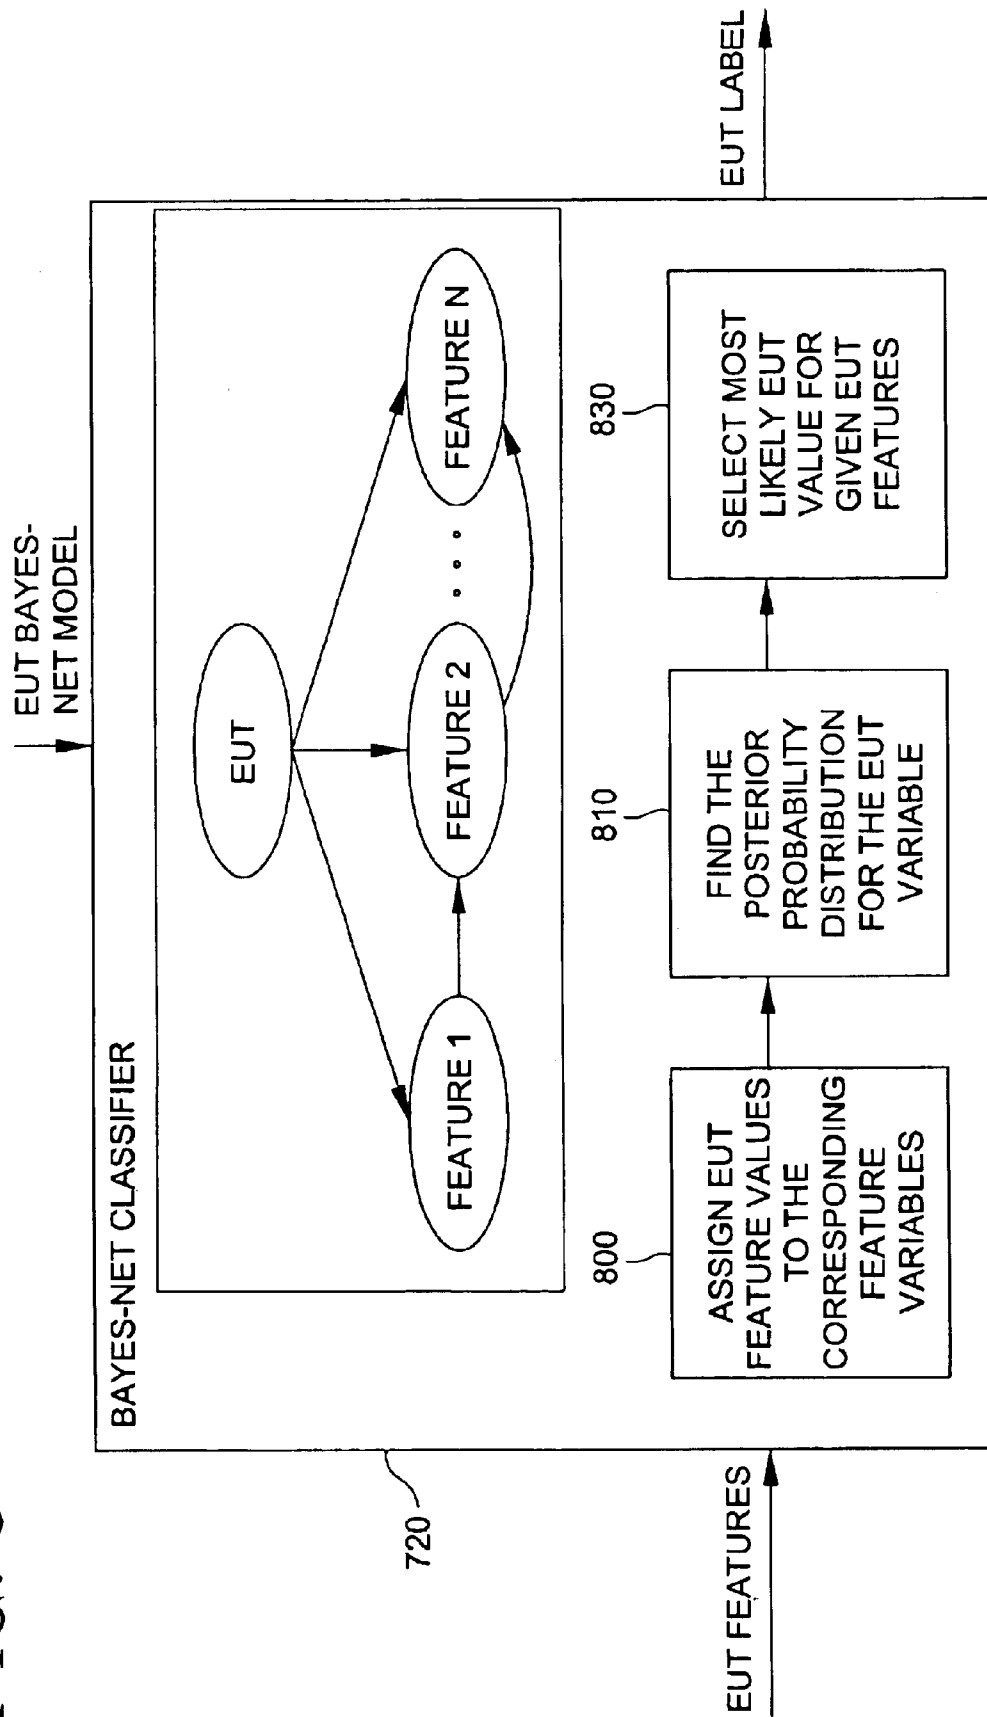 EUT BAYES-
NET MODEL
BAYES-NET CLASSIFIER
EUT
FEATURE 1
FEATURE 2
FEATURE N
720
800
ASSIGN EUT
FEATURE VALUES
TO THE
CORRESPONDING
FEATURE
VARIABLES
810
FIND THE
POSTERIOR
PROBABILITY
DISTRIBUTION
FOR THE EUT
VARIABLE
830
SELECT MOST
LIKELY EUT
VALUE FOR
GIVEN EUT
FEATURES
EUT FEATURES
EUT LABEL